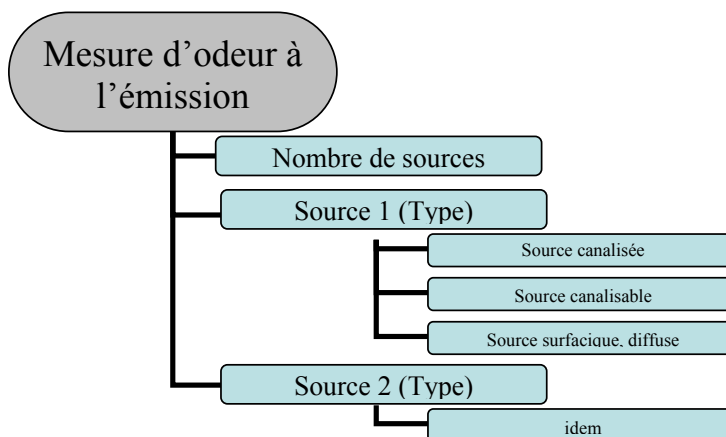 Mesure d’odeur à
l’émission
Nombre de sources
Source 1 (Type)
Source canalisée
Source canalisable
Source surfacique, diffuse
Source 2 (Type)
idem